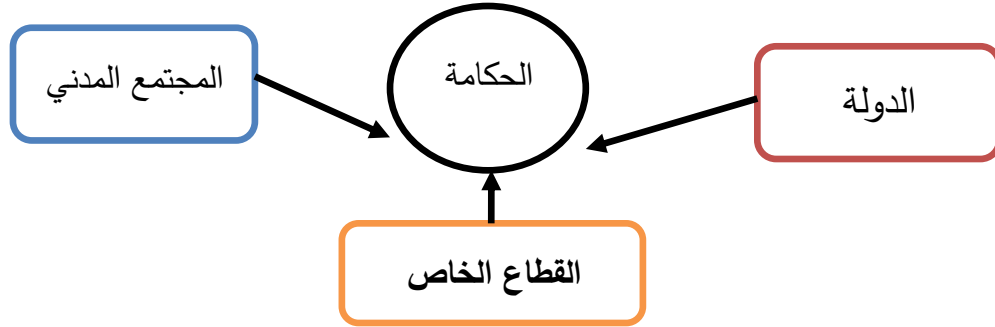 الحكامة
الدولة
المجتمع المدني
القطاع الخاص